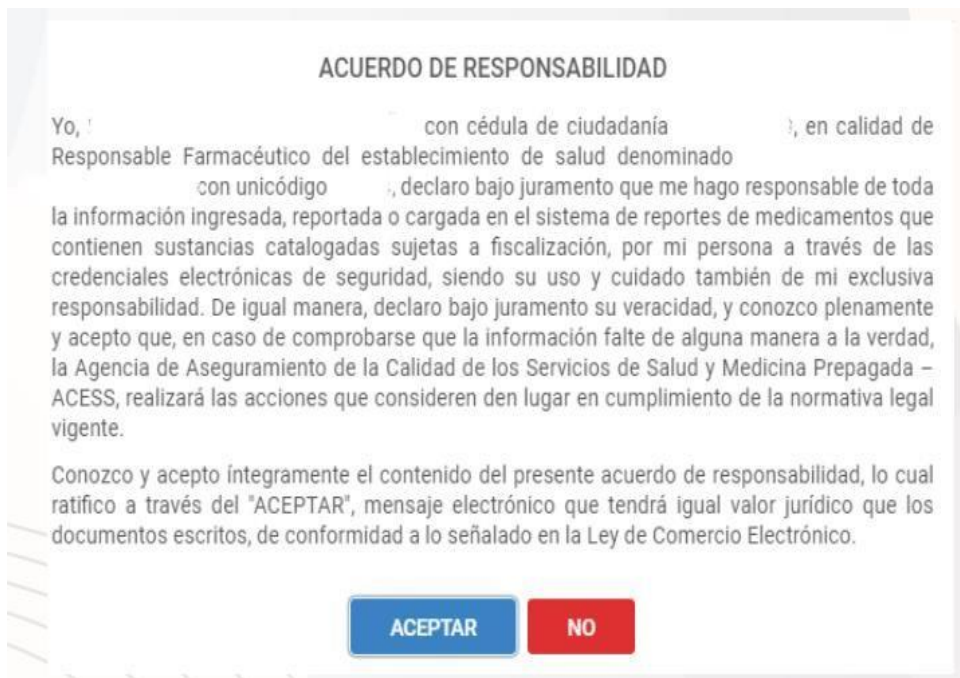 ACUERDO DE RESPONSABILIDAD
Yo, con cédula de ciudadanía , en calidad de
Responsable Farmacéutico del establecimiento de salud denominado
con unicódigo , declaro bajo juramento que me hago responsable de toda
la información ingresada, reportada o cargada en el sistema de reportes de medicamentos que
contienen sustancias catalogadas sujetas a fiscalización, por mi persona a través de las
credenciales electrónicas de seguridad, siendo su uso y cuidado también de mi exclusiva
responsabilidad. De igual manera, declaro bajo juramento su veracidad, y conozco plenamente
y acepto que, en caso de comprobarse que la información falte de alguna manera a la verdad,
la Agencia de Aseguramiento de la Calidad de los Servicios de Salud y Medicina Prepagada –
ACESS, realizará las acciones que consideren den lugar en cumplimiento de la normativa legal
vigente.
Conozco y acepto íntegramente el contenido del presente acuerdo de responsabilidad, lo cual
ratifico a través del "ACEPTAR", mensaje electrónico que tendrá igual valor jurídico que los
documentos escritos, de conformidad a lo señalado en la Ley de Comercio Electrónico.
ACEPTAR
NO